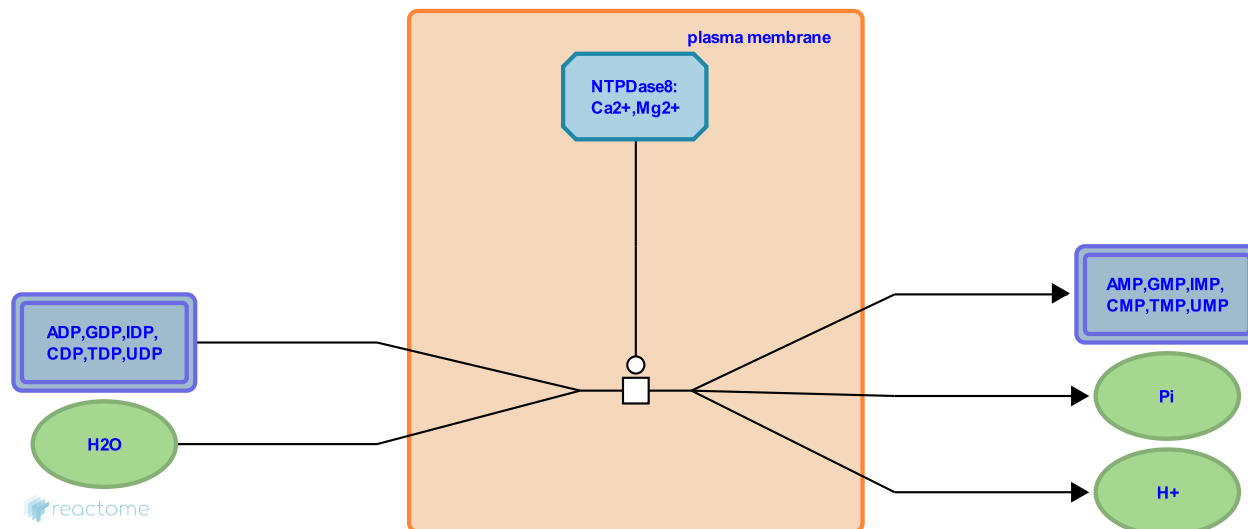 plasma membrane
NTPDase8:
Ca2+,Mg2+
ADP,GDP,IDP,
CDP,TDP,UDP
H2O
AMP,GMP,IMP,
CMP,TMP,UMP
Pi
H+
reactome